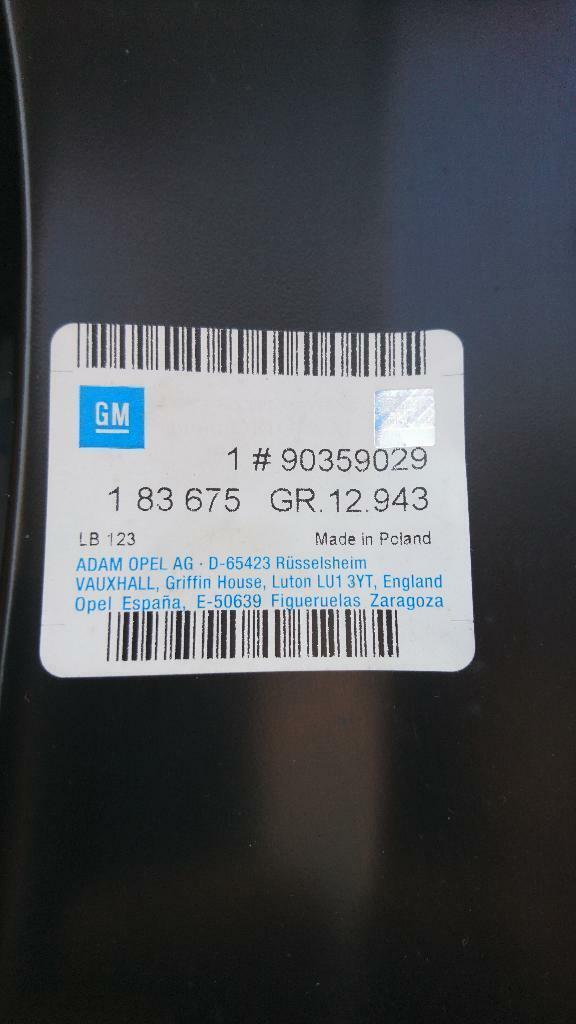 GM
1 # 90359029
1 83 675 GR.12.943
LB 123 Made in Poland
ADAM OPEL AG · D-65423 Rüsselsheim
VAUXHALL, Griffin House, Luton LU1 3YT, England
Opel España, E-50639 Figueruelas Zaragoza